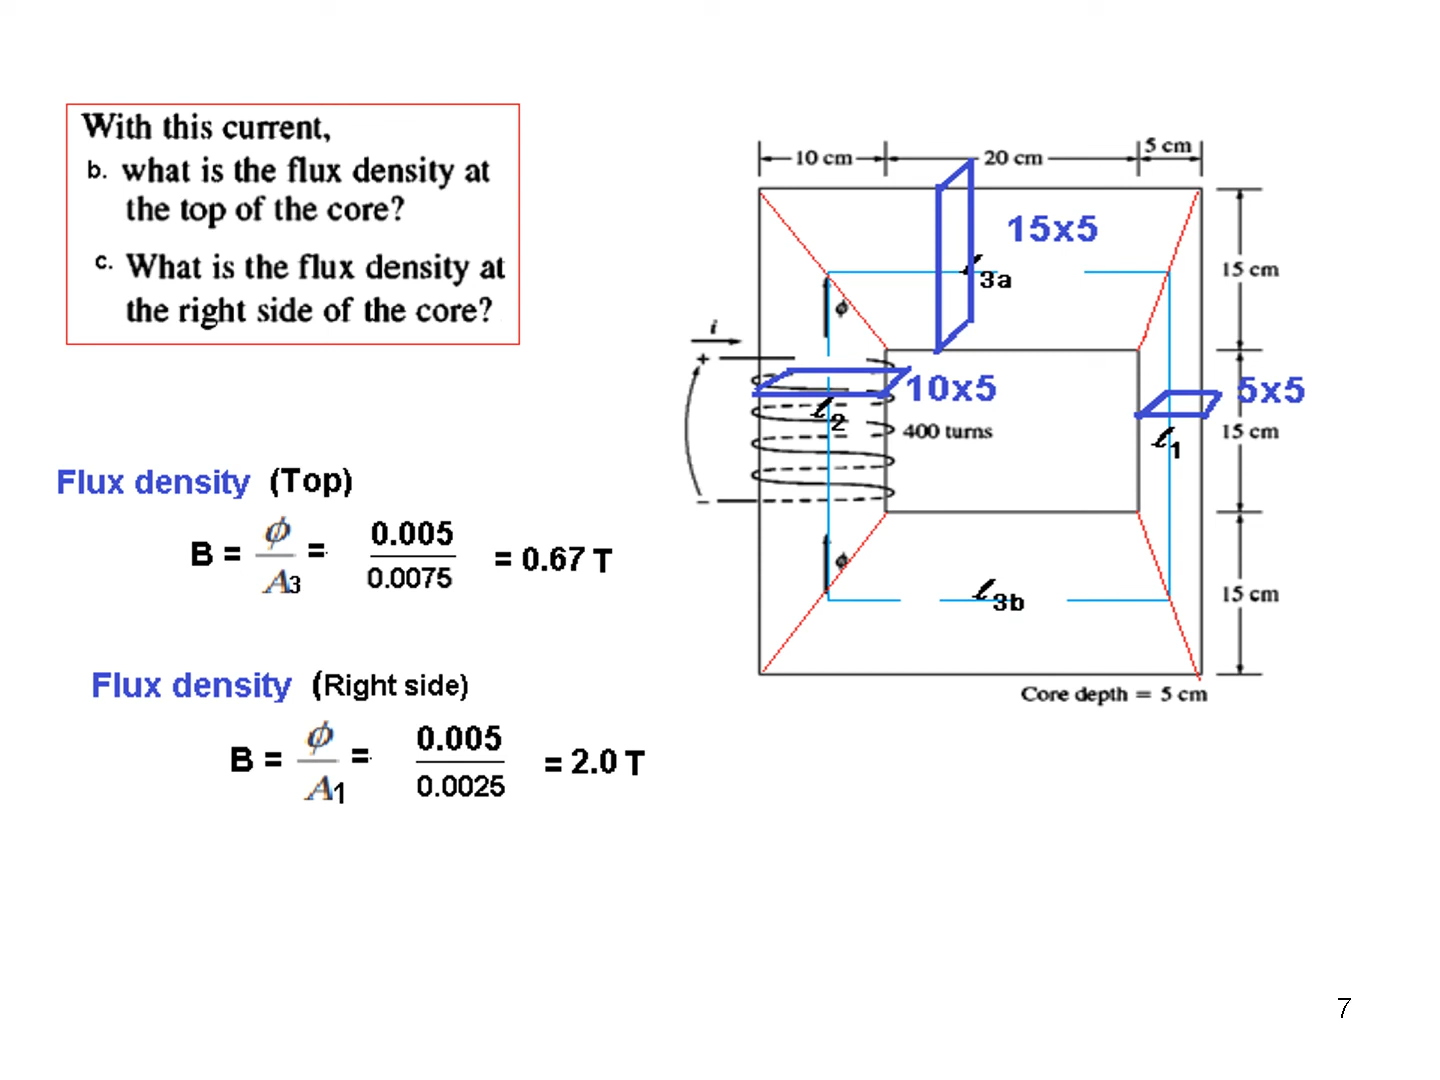 With this current,
b. what is the flux density at
the top of the core?
c. What is the flux density at
the right side of the core?
Flux density (Top)
B = ϕ / A3 = 0.005 / 0.0075 = 0.67 T
Flux density (Right side)
B = ϕ / A1 = 0.005 / 0.0025 = 2.0 T
10 cm 20 cm 5 cm
15x5
15 cm
ℓ3a
ϕ
i
+
10x5
5x5
ℓ2
400 turns
ℓ1
15 cm
–
ϕ
ℓ3b
15 cm
Core depth = 5 cm
7